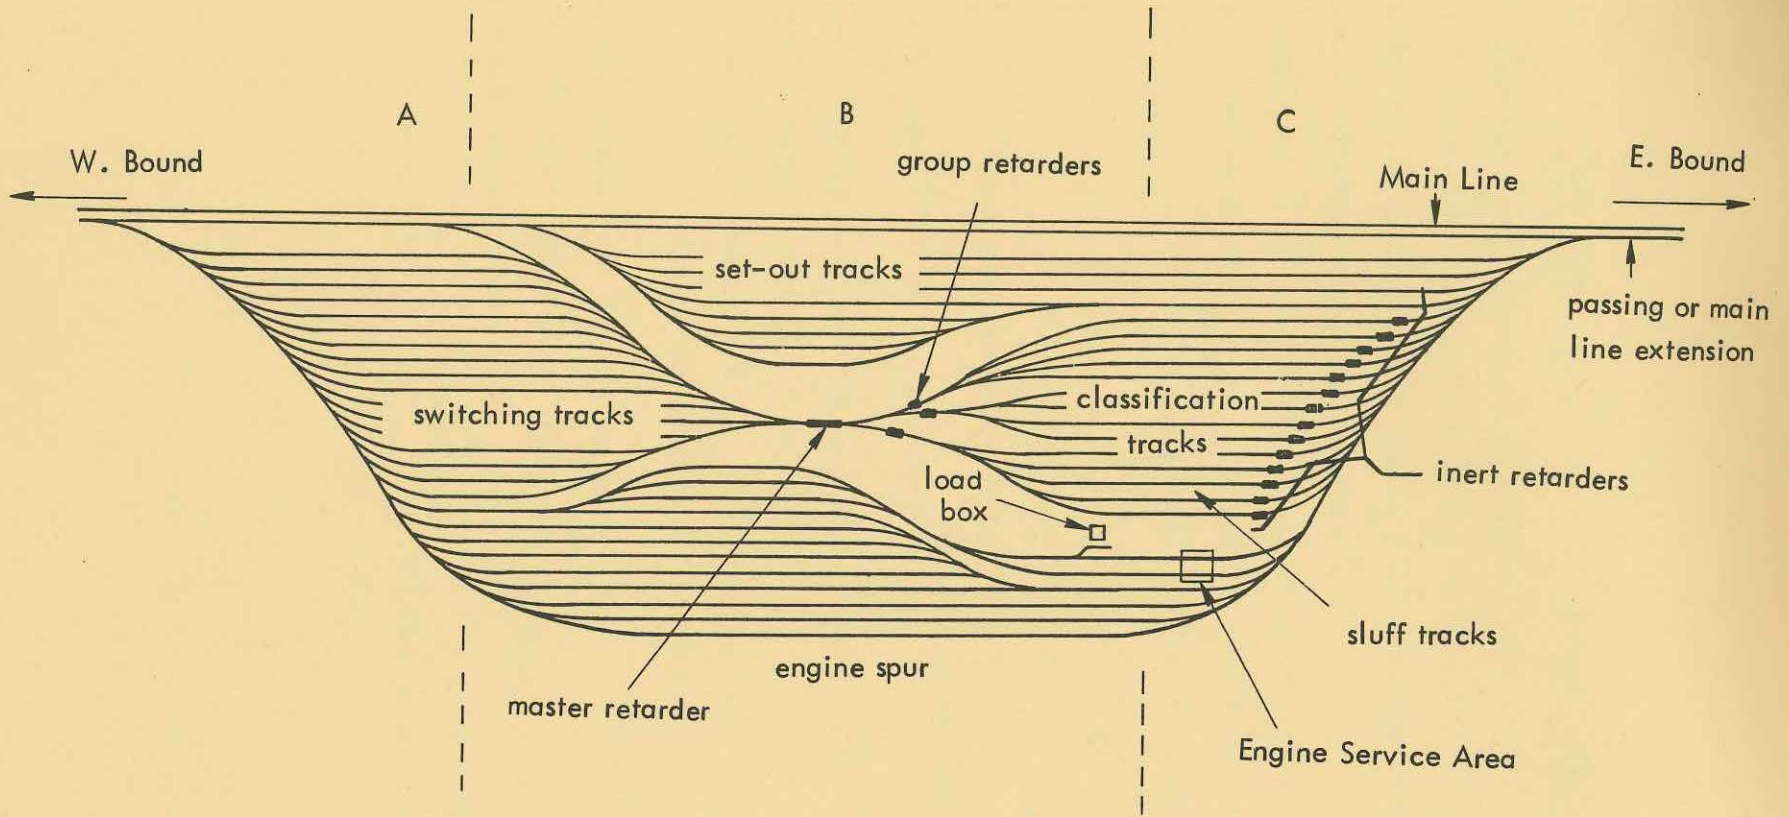 A
B
C
W. Bound
group retarders
Main Line
E. Bound
set-out tracks
passing or main
line extension
switching tracks
classification
tracks
load
box
inert retarders
sluff tracks
engine spur
master retarder
Engine Service Area